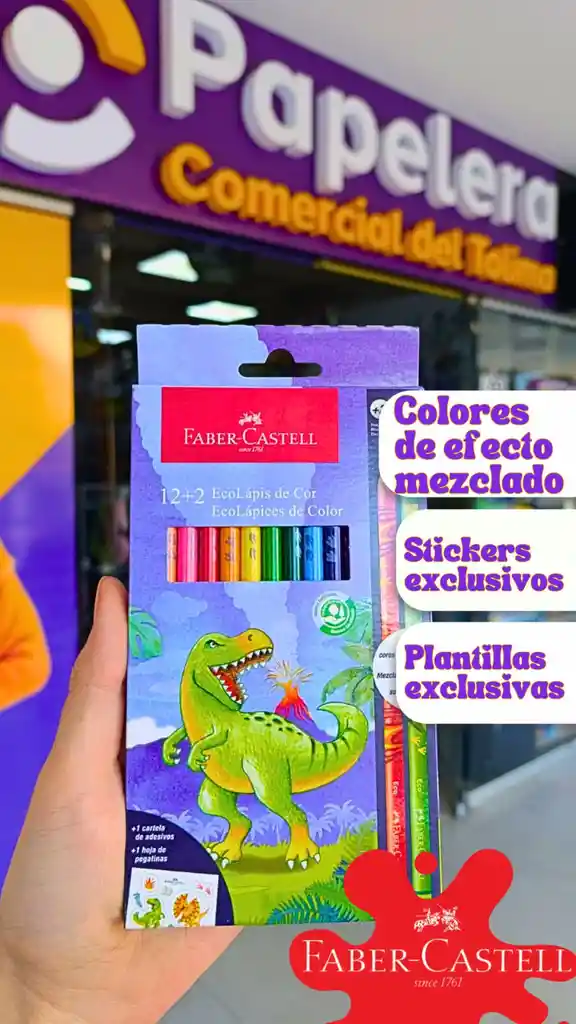 Papelera
Comercial del Tolima
FABER-CASTELL
since 1761
12+2 EcoLápis de Cor
EcoLápices de Color
Colores
de efecto
mezclado
Stickers
exclusivos
Plantillas
exclusivas
+1 cartela
de adesivos
+1 hoja de
pegatinas
FABER-CASTELL
since 1761